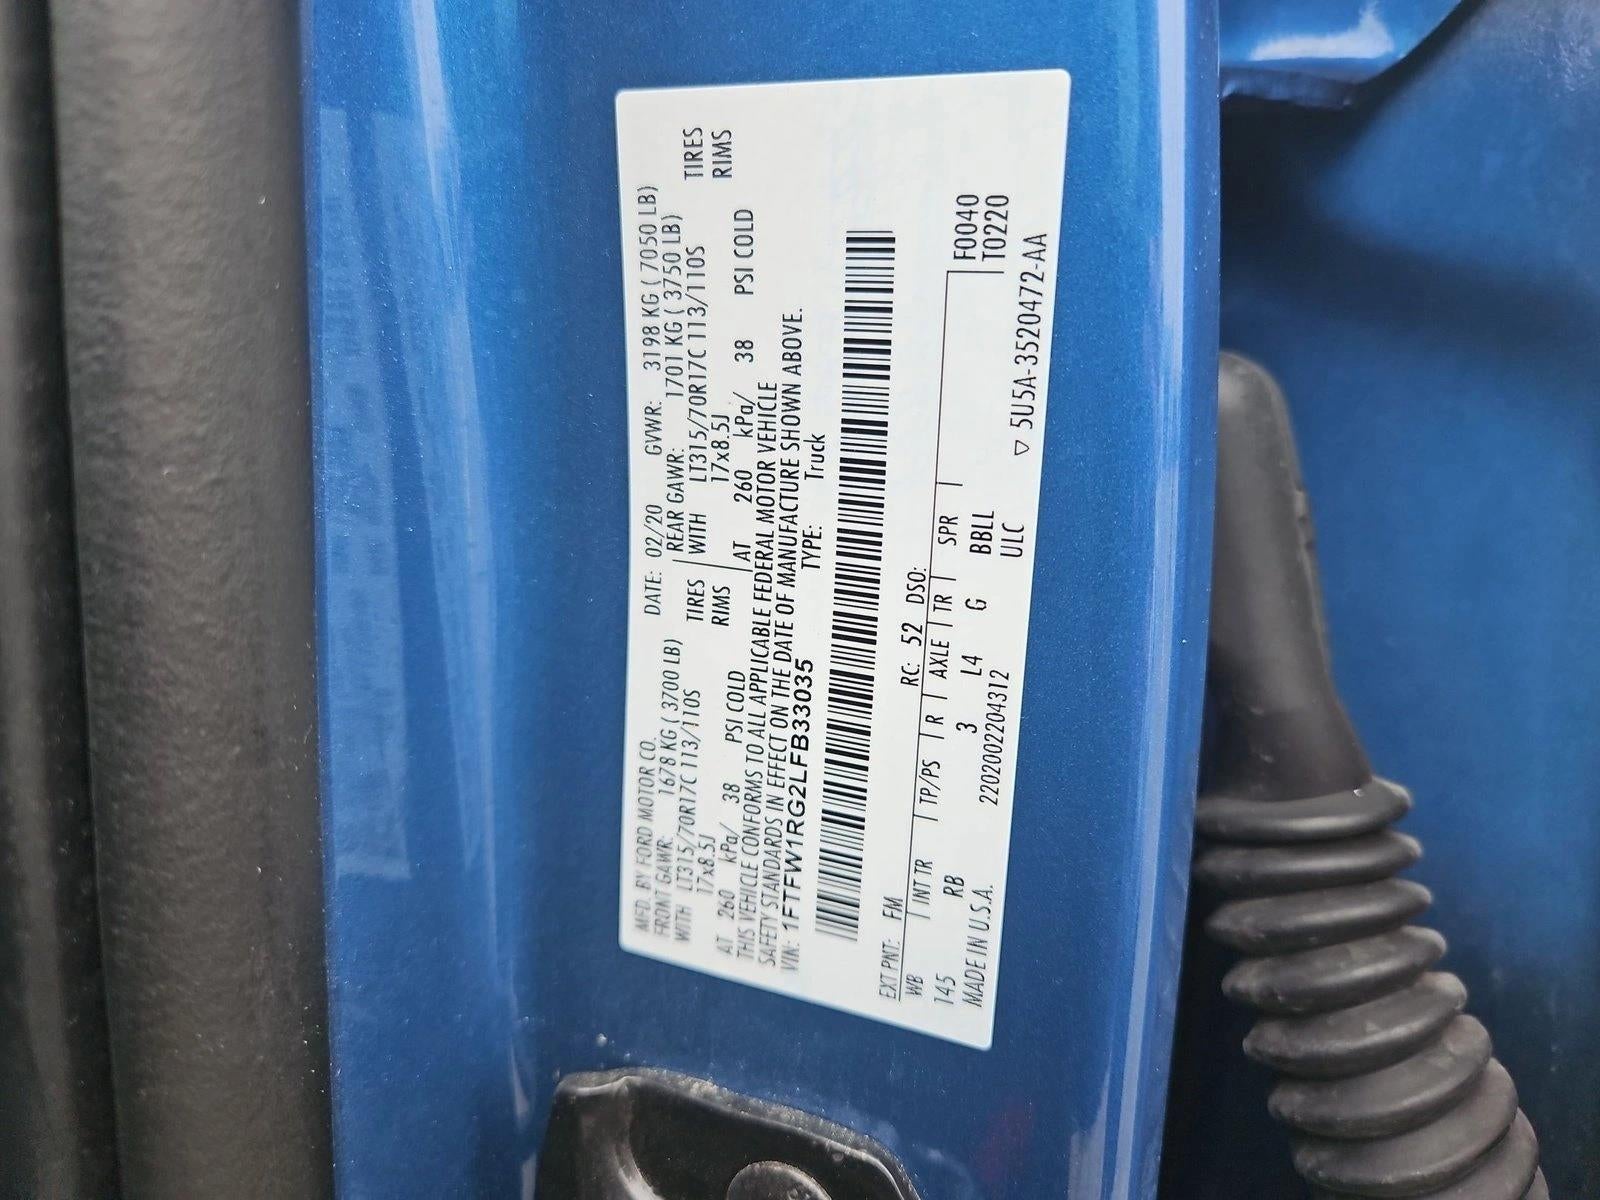 MFD. BY FORD MOTOR CO.
DATE: 02/20 GVWR: 3198 KG ( 7050 LB)
FRONT GAWR: 1678 KG ( 3700 LB) REAR GAWR: 1701 KG ( 3750 LB)
WITH LT315/70R17C 113/110S TIRES WITH LT315/70R17C 113/110S TIRES
17x8.5J RIMS 17x8.5J RIMS
AT 260 kPa/ 38 PSI COLD AT 260 kPa/ 38 PSI COLD
THIS VEHICLE CONFORMS TO ALL APPLICABLE FEDERAL MOTOR VEHICLE
SAFETY STANDARDS IN EFFECT ON THE DATE OF MANUFACTURE SHOWN ABOVE.
VIN: 1FTFW1RG2LFB33035 TYPE: Truck
EXT PNT: FM RC: 52 DSO:
WB INT TR TP/PS R AXLE TR SPR F0040
145 RB 3 L4 G BBLL T0220
MADE IN U.S.A. 2202002204312 ULC
▽ 5U5A-3520472-AA